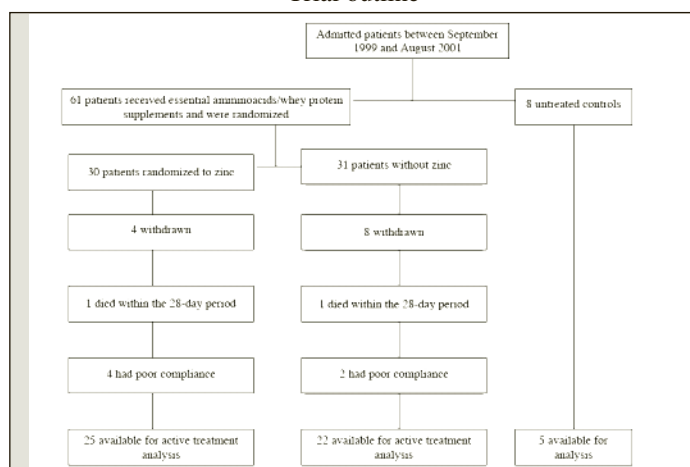 Trial outline
Admitted patients between September
1999 and August 2001
61 patients received essential aminnoacids/whey protein
supplements and were randomized
8 untreated controls
30 patients randomized to zinc
31 patients without zinc
4 withdrawn
8 withdrawn
1 died within the 28-day period
1 died within the 28-day period
4 had poor compliance
2 had poor compliance
25 available for active treatment
analysis
22 available for active treatment
analysis
5 available for
analysis